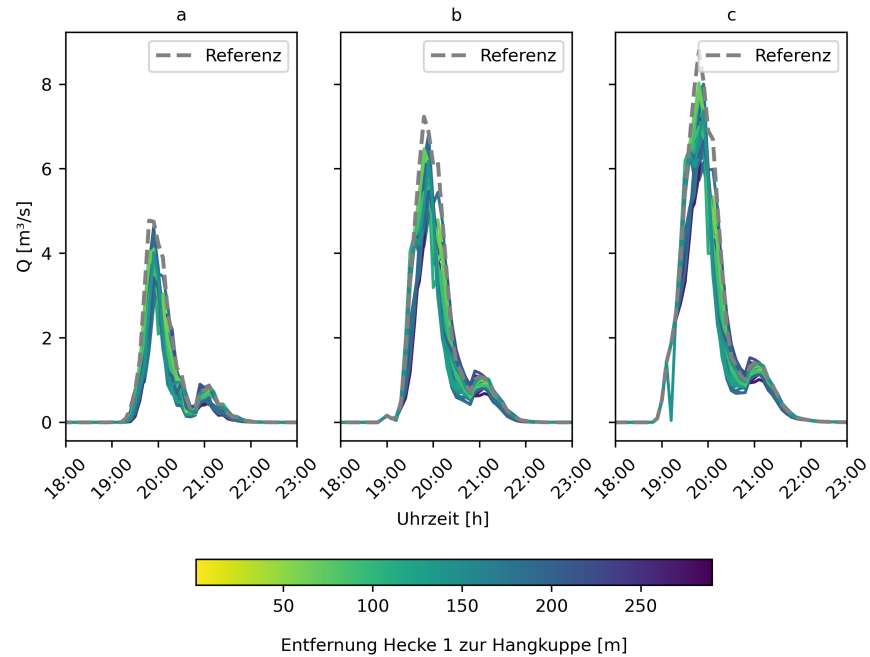 a b c
Referenz Referenz Referenz
8
6
4
2
0
Q [m³/s]
18:00 19:00 20:00 21:00 22:00 23:00 18:00 19:00 20:00 21:00 22:00 23:00 18:00 19:00 20:00 21:00 22:00 23:00
Uhrzeit [h]
50 100 150 200 250
Entfernung Hecke 1 zur Hangkuppe [m]